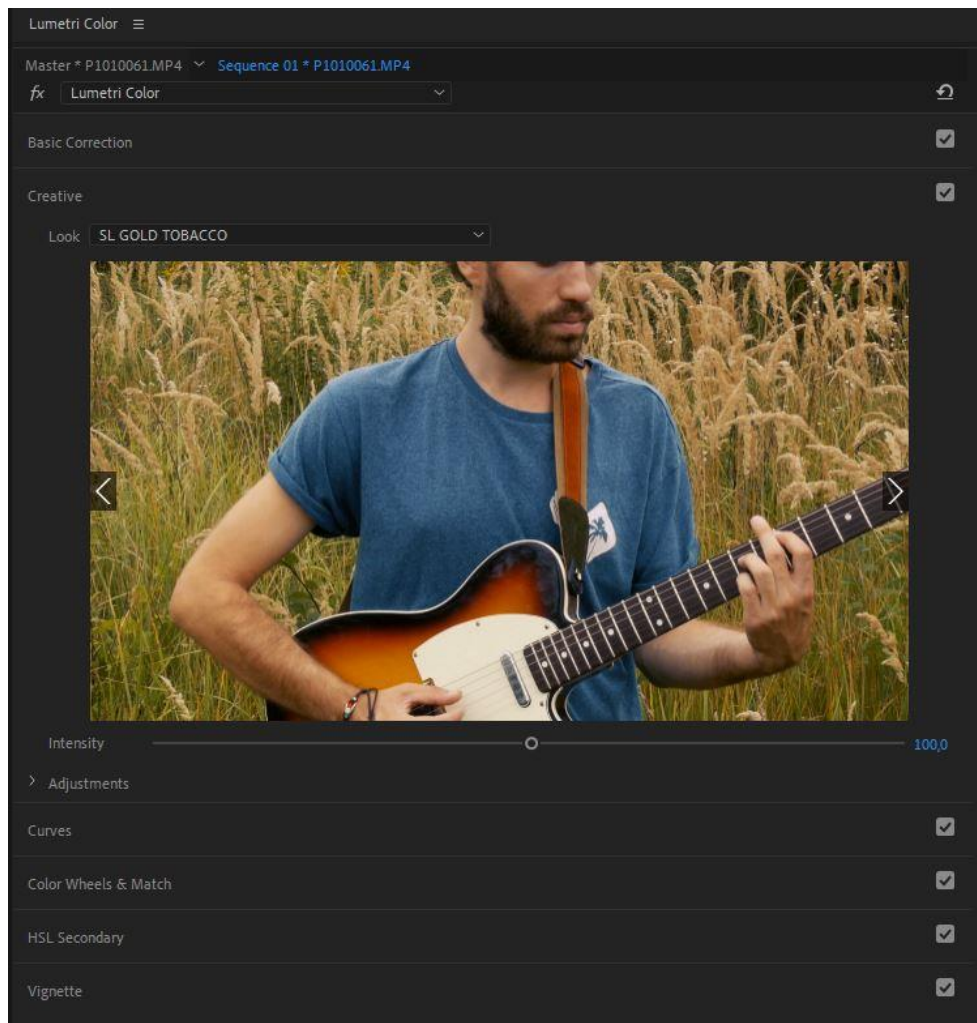 Lumetri Color
Master * P1010061.MP4 Sequence 01 * P1010061.MP4
fx Lumetri Color
Basic Correction
Creative
Look SL GOLD TOBACCO
Intensity 100,0
Adjustments
Curves
Color Wheels & Match
HSL Secondary
Vignette